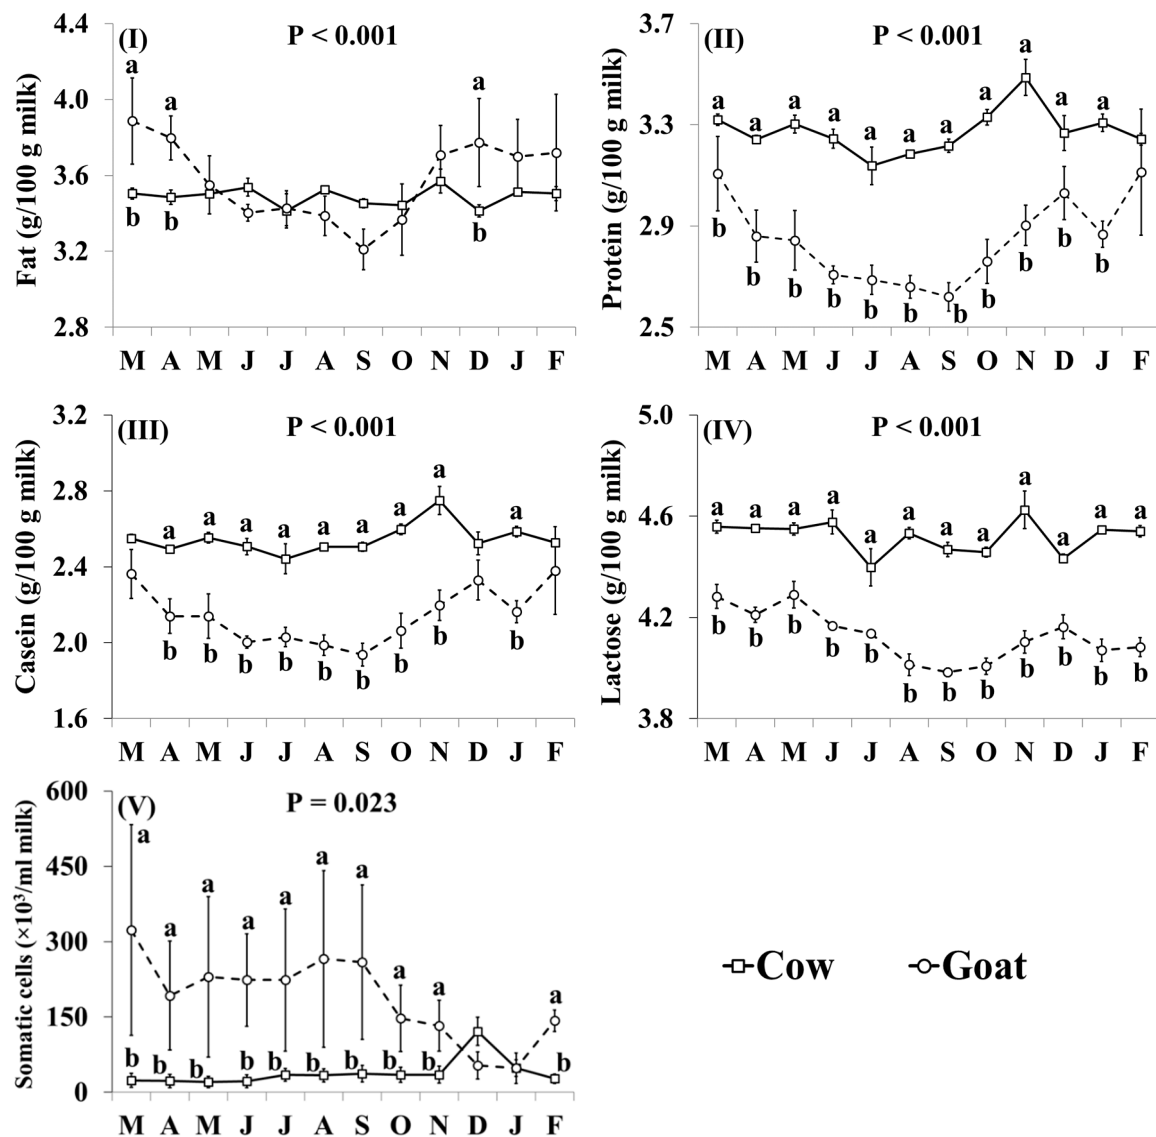 4.4
4.0
3.6
3.2
2.8
Fat (g/100 g milk)
(I)
P < 0.001
a a a
b b b
M A M J J A S O N D J F
3.7
3.3
2.9
2.5
Protein (g/100 g milk)
(II)
P < 0.001
a a a a a a a a a a a
b b b b b b b b b b b
M A M J J A S O N D J F
3.2
2.8
2.4
2.0
1.6
Casein (g/100 g milk)
(III)
P < 0.001
a a a a a a a a a
b b b b b b b b b
M A M J J A S O N D J F
5.0
4.6
4.2
3.8
Lactose (g/100 g milk)
(IV)
P < 0.001
a a a a a a a a a a a a
b b b b b b b b b b b b
M A M J J A S O N D J F
600
450
300
150
0
Somatic cells (×10³/ml milk)
(V)
P = 0.023
a a a a a a a a a a
b b b b b b b b b b
M A M J J A S O N D J F
Cow
Goat